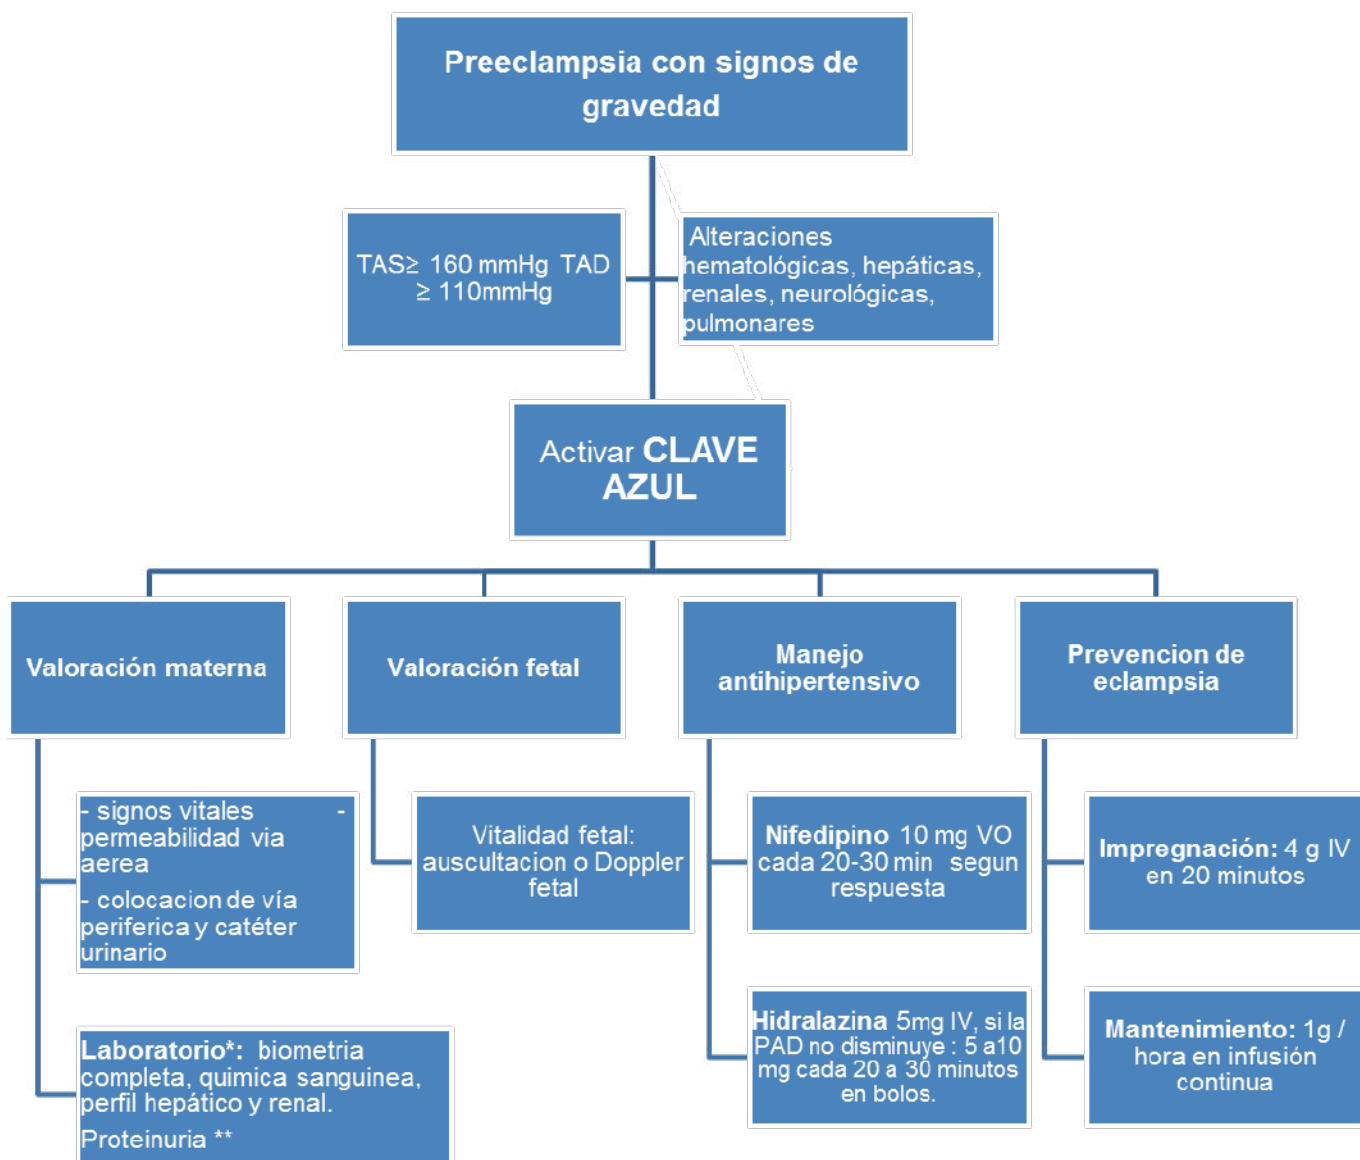 Preeclampsia con signos de
gravedad
TAS≥ 160 mmHg TAD
≥ 110mmHg
Alteraciones
hematológicas, hepáticas,
renales, neurológicas,
pulmonares
Activar CLAVE
AZUL
Valoración materna
Valoración fetal
Manejo
antihipertensivo
Prevencion de
eclampsia
- signos vitales -
permeabilidad via
aerea
- colocacion de vía
periferica y catéter
urinario
Vitalidad fetal:
auscultacion o Doppler
fetal
Nifedipino 10 mg VO
cada 20-30 min segun
respuesta
Impregnación: 4 g IV
en 20 minutos
Laboratorio*: biometria
completa, quimica sanguinea,
perfil hepático y renal.
Proteinuria **
Hidralazina 5mg IV, si la
PAD no disminuye : 5 a10
mg cada 20 a 30 minutos
en bolos.
Mantenimiento: 1g /
hora en infusión
continua